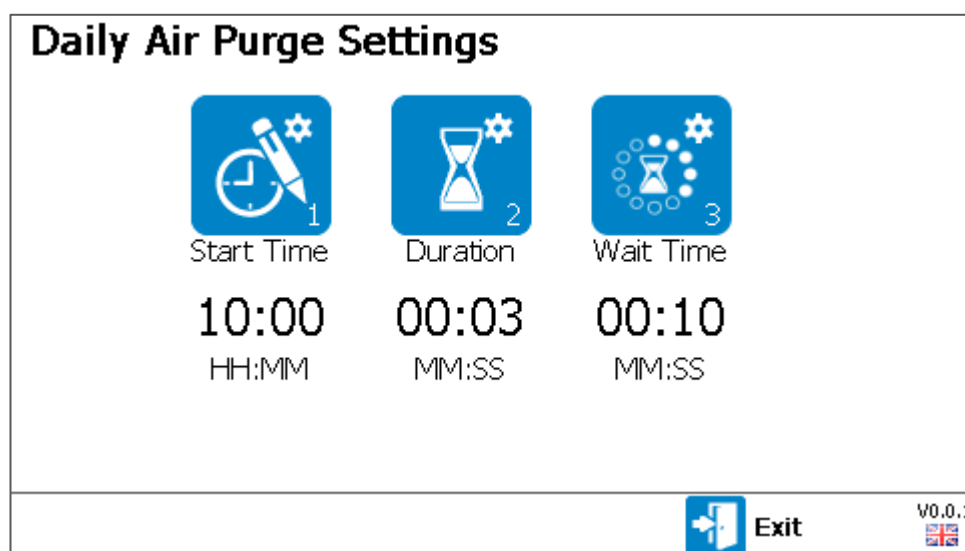 Daily Air Purge Settings
1 2 3
Start Time Duration Wait Time
10:00 00:03 00:10
HH:MM MM:SS MM:SS
Exit